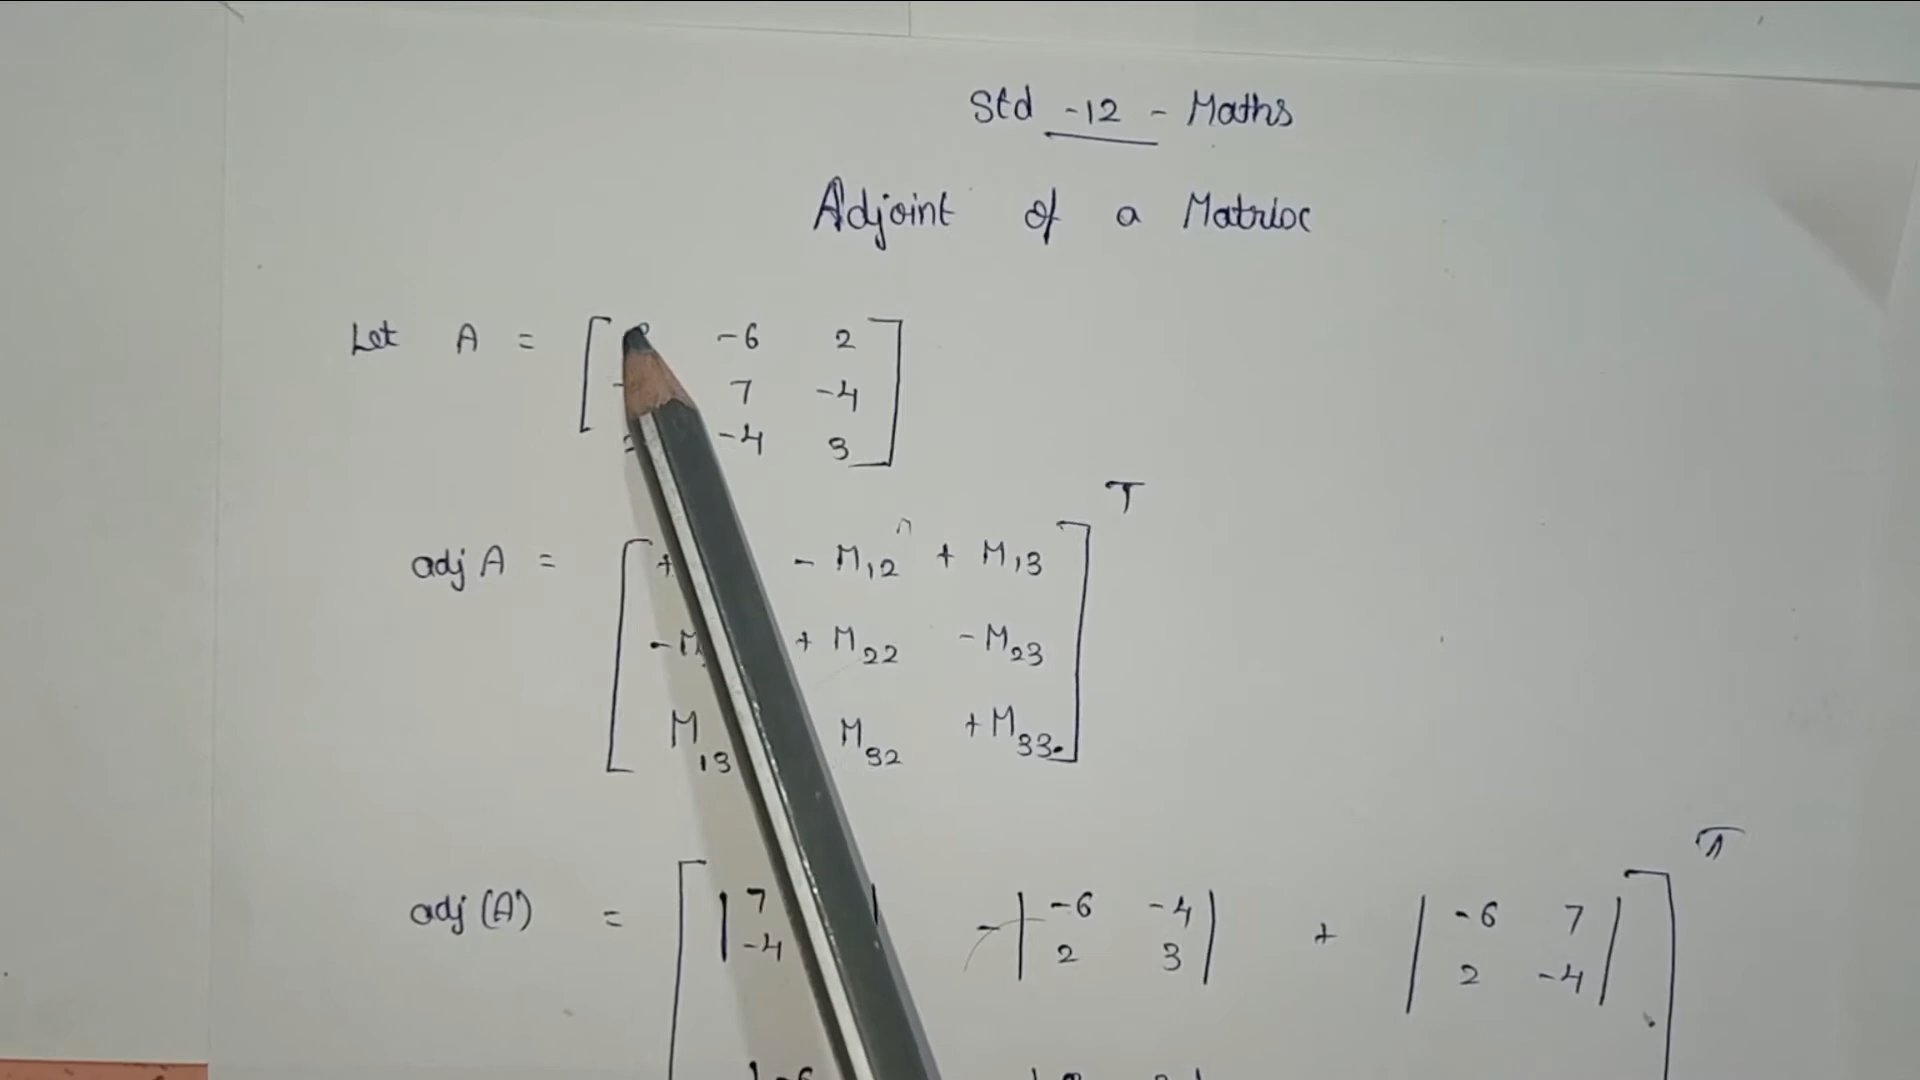 Std -12 - Maths
Adjoint of a Matrix
Let A = [ -6 2
7 -4
-4 3 ]
adj A = [ + - M12 + M13 ] T
-M + M22 - M23
M13 M32 + M33.
adj (A) = [ | 7 | - | -6 -4 | + | -6 7 | ] T
-4 2 3 2 -4